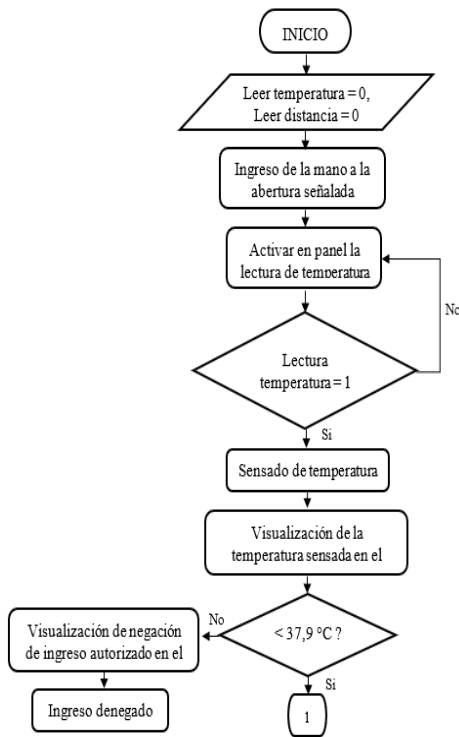 INICIO
Leer temperatura = 0,
Leer distancia = 0
Ingreso de la mano a la
abertura señalada
Activar en panel la
lectura de temperatura
No
Lectura
temperatura = 1
Si
Sensado de temperatura
Visualización de la
temperatura sensada en el
< 37,9 °C ?
No
Visualización de negación
de ingreso autorizado en el
Ingreso denegado
Si
1